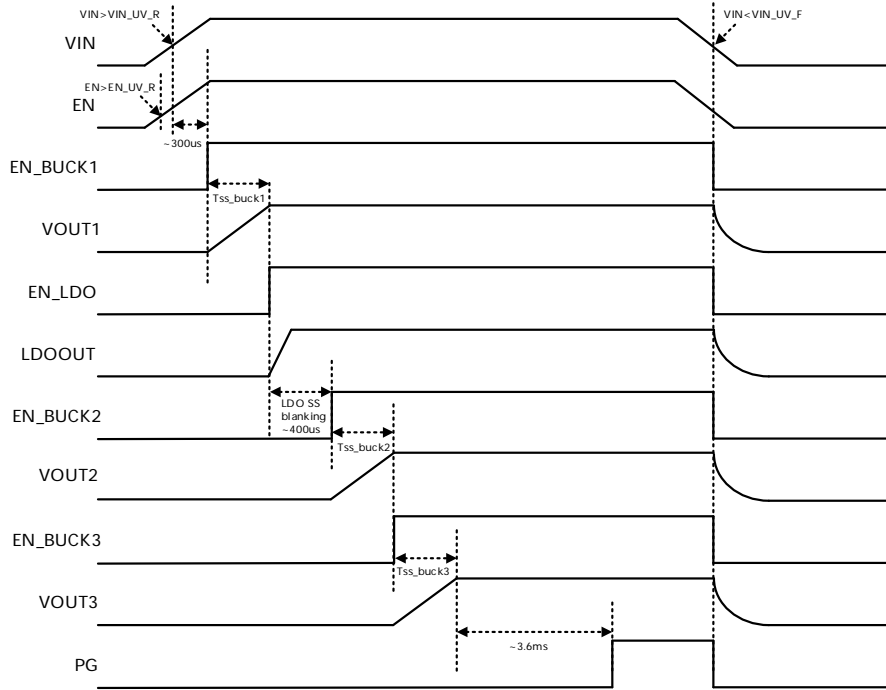 VIN>VIN_UV_R
VIN<VIN_UV_F
VIN
EN>EN_UV_R
EN
~300us
EN_BUCK1
Tss_buck1
VOUT1
EN_LDO
LDOOUT
LDO SS
blanking
~400us
EN_BUCK2
Tss_buck2
VOUT2
EN_BUCK3
Tss_buck3
VOUT3
~3.6ms
PG